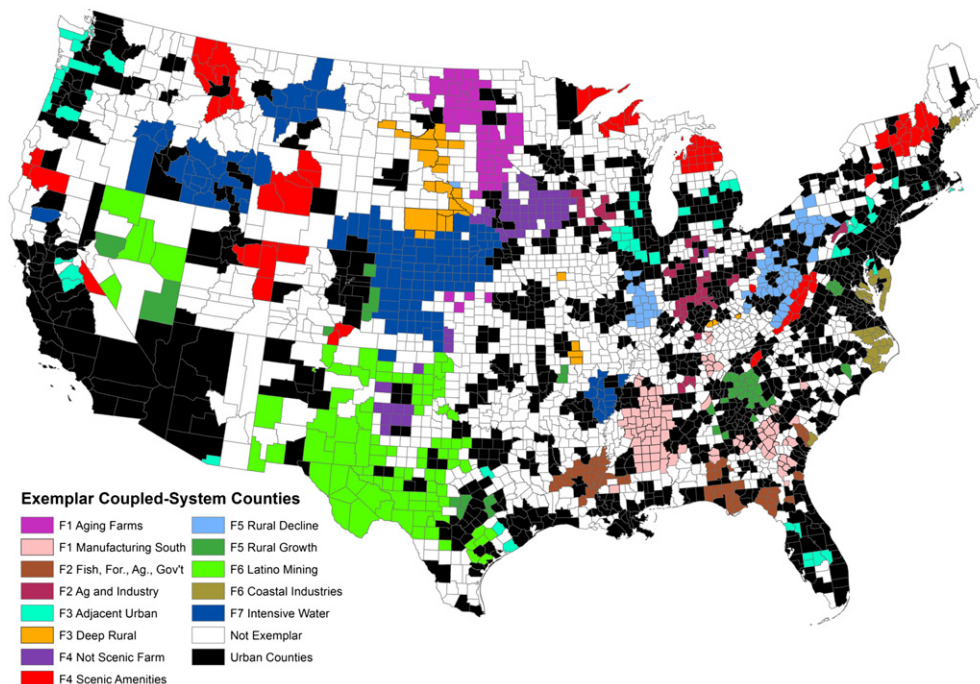 Exemplar Coupled-System Counties
F1 Aging Farms
F1 Manufacturing South
F2 Fish, For., Ag., Gov't
F2 Ag and Industry
F3 Adjacent Urban
F3 Deep Rural
F4 Not Scenic Farm
F4 Scenic Amenities
F5 Rural Decline
F5 Rural Growth
F6 Latino Mining
F6 Coastal Industries
F7 Intensive Water
Not Exemplar
Urban Counties